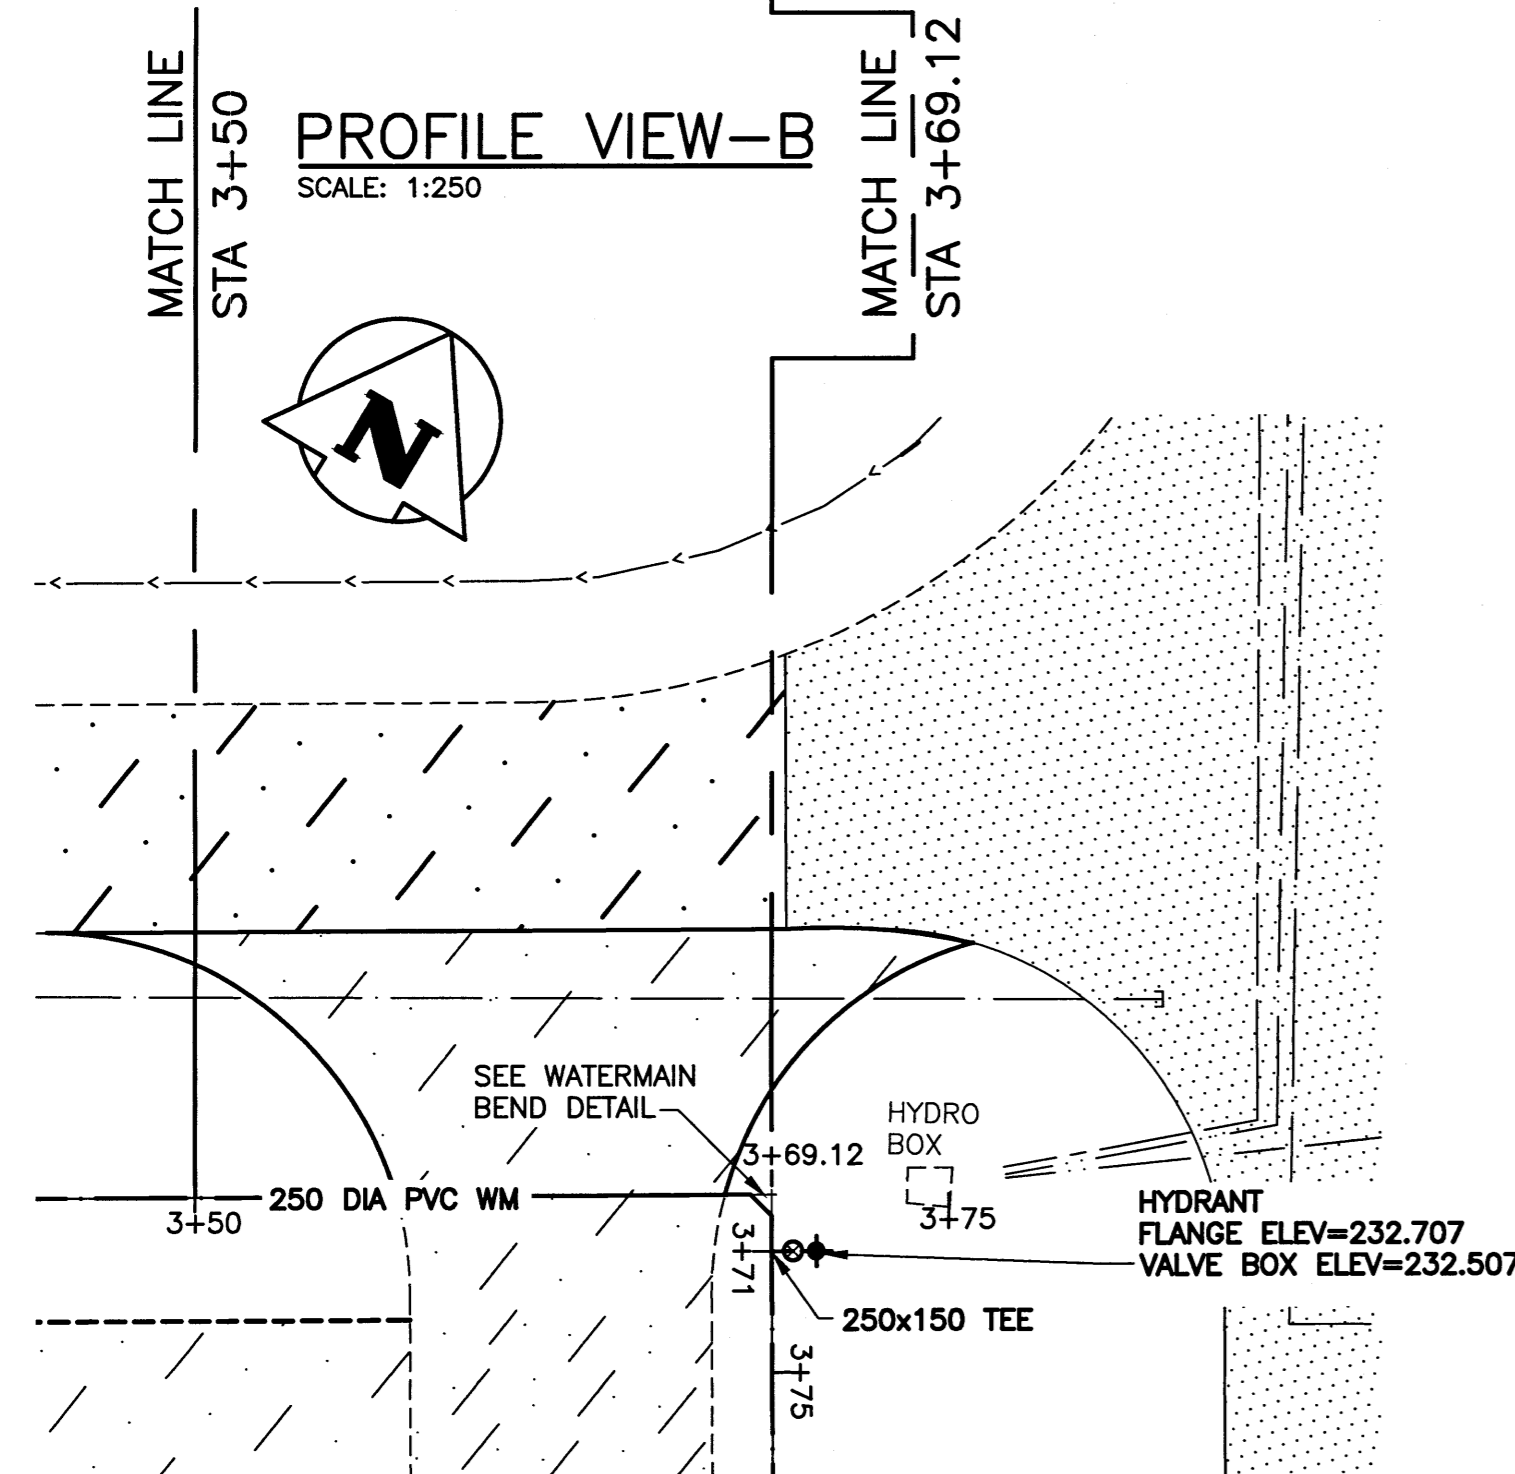 MATCH LINE
STA 3+50
PROFILE VIEW-B
SCALE: 1:250
MATCH LINE
STA 3+69.12
N
SEE WATERMAIN
BEND DETAIL
3+69.12
HYDRO
BOX
250 DIA PVC WM
3+50
3+75
HYDRANT
FLANGE ELEV=232.707
VALVE BOX ELEV=232.507
3+71
250x150 TEE
3+75